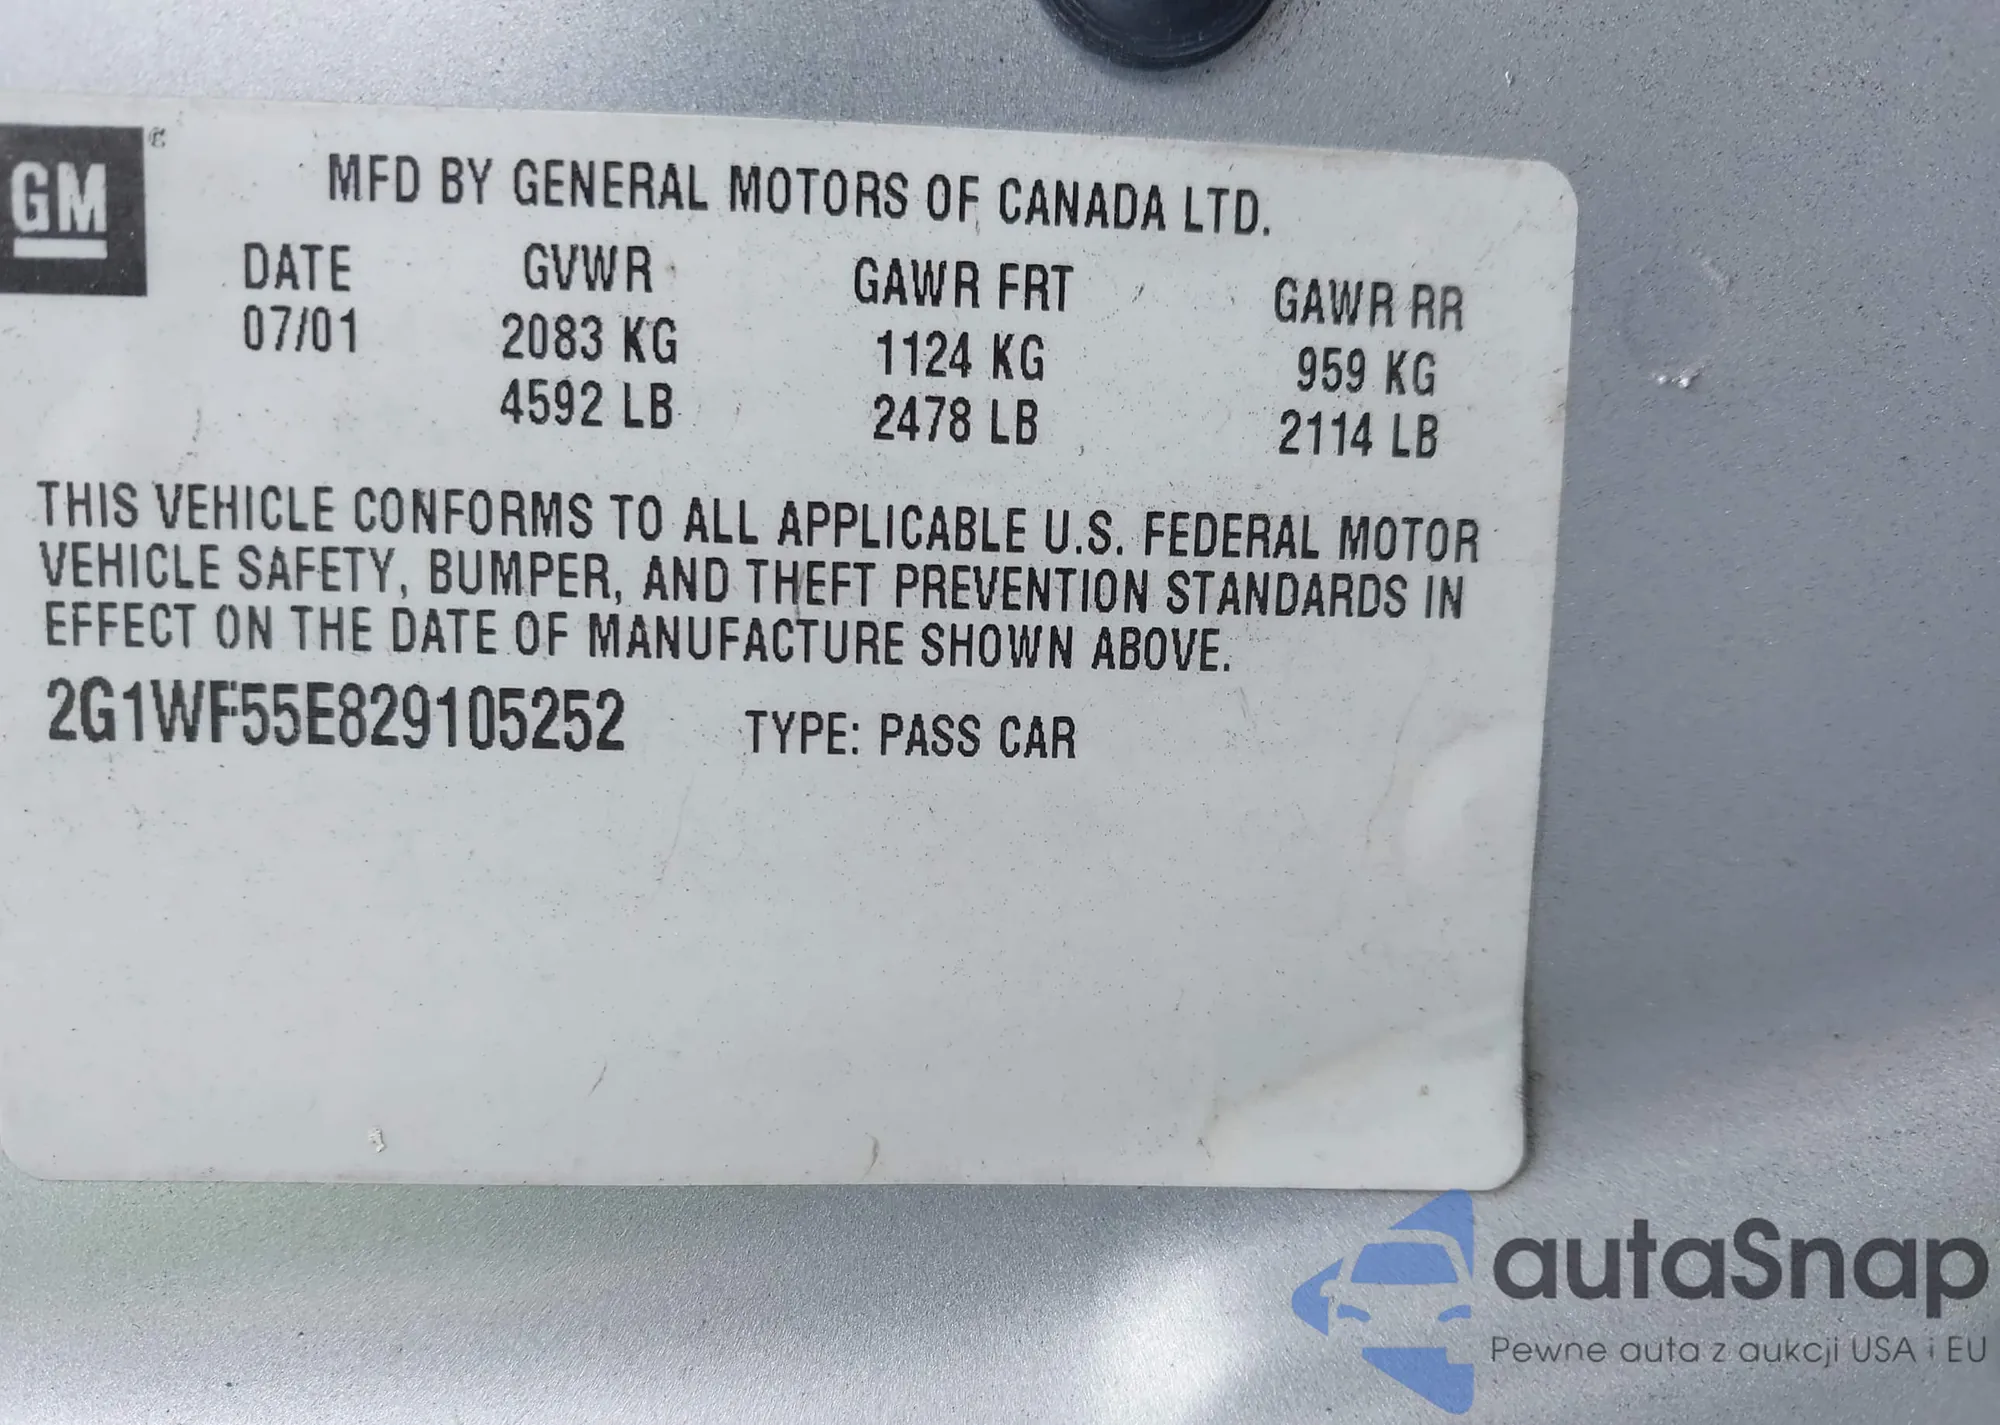 GM
MFD BY GENERAL MOTORS OF CANADA LTD.
DATE GVWR GAWR FRT GAWR RR
07/01 2083 KG 1124 KG 959 KG
4592 LB 2478 LB 2114 LB
THIS VEHICLE CONFORMS TO ALL APPLICABLE U.S. FEDERAL MOTOR
VEHICLE SAFETY, BUMPER, AND THEFT PREVENTION STANDARDS IN
EFFECT ON THE DATE OF MANUFACTURE SHOWN ABOVE.
2G1WF55E829105252 TYPE: PASS CAR
autaSnap
Pewne auta z aukcji USA i EU